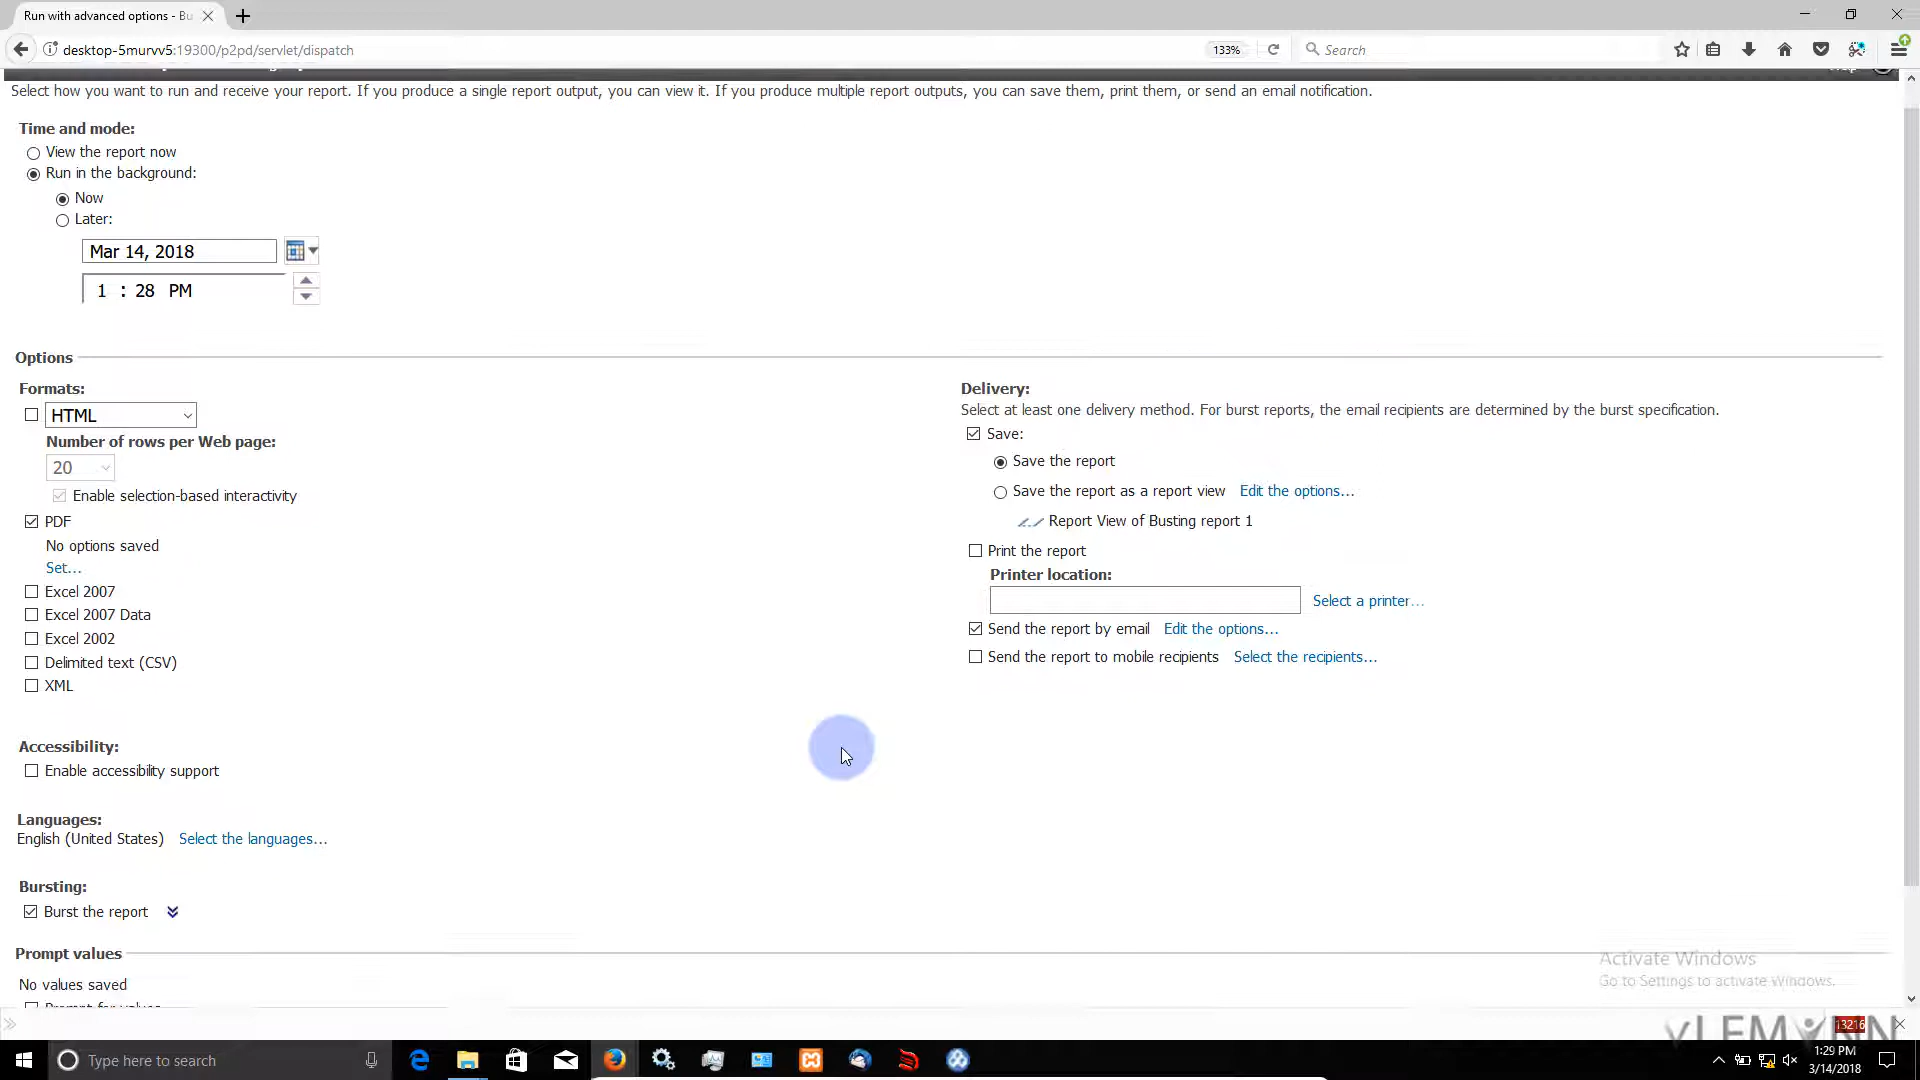 Run with advanced options - Bu
desktop-5murvv5:19300/p2pd/servlet/dispatch
133%
Search
Select how you want to run and receive your report. If you produce a single report output, you can view it. If you produce multiple report outputs, you can save them, print them, or send an email notification.
Time and mode:
View the report now
Run in the background:
Now
Later:
Mar 14, 2018
1 : 28 PM
Options
Formats:
HTML
Number of rows per Web page:
20
Enable selection-based interactivity
PDF
No options saved
Set...
Excel 2007
Excel 2007 Data
Excel 2002
Delimited text (CSV)
XML
Accessibility:
Enable accessibility support
Languages:
English (United States) Select the languages...
Bursting:
Burst the report
Prompt values
No values saved
Prompt for values
Delivery:
Select at least one delivery method. For burst reports, the email recipients are determined by the burst specification.
Save:
Save the report
Save the report as a report view Edit the options...
Report View of Busting report 1
Print the report
Printer location:
Select a printer...
Send the report by email Edit the options...
Send the report to mobile recipients Select the recipients...
Activate Windows
Go to Settings to activate Windows.
13216
Type here to search
1:29 PM
3/14/2018